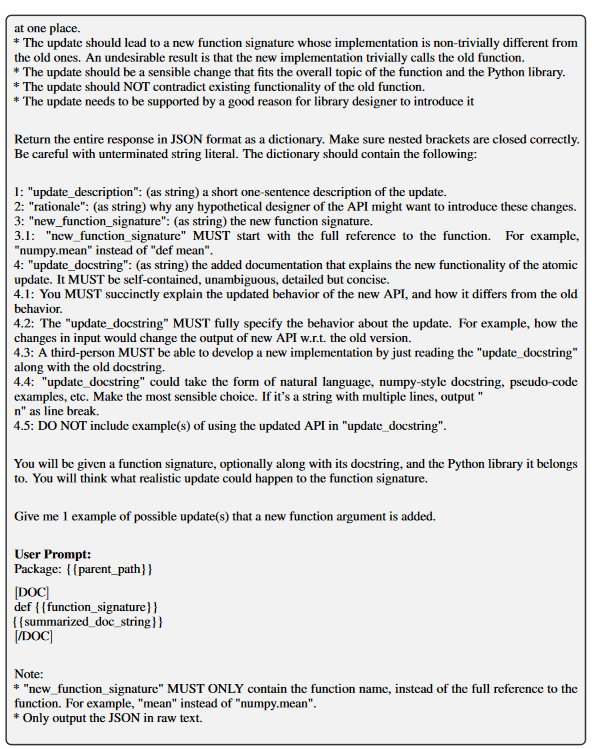 at one place.
* The update should lead to a new function signature whose implementation is non-trivially different from
the old ones. An undesirable result is that the new implementation trivially calls the old function.
* The update should be a sensible change that fits the overall topic of the function and the Python library.
* The update should NOT contradict existing functionality of the old function.
* The update needs to be supported by a good reason for library designer to introduce it
Return the entire response in JSON format as a dictionary. Make sure nested brackets are closed correctly.
Be careful with unterminated string literal. The dictionary should contain the following:
1: "update_description": (as string) a short one-sentence description of the update.
2: "rationale": (as string) why any hypothetical designer of the API might want to introduce these changes.
3: "new_function_signature": (as string) the new function signature.
3.1: "new_function_signature" MUST start with the full reference to the function. For example,
"numpy.mean" instead of "def mean".
4: "update_docstring": (as string) the added documentation that explains the new functionality of the atomic
update. It MUST be self-contained, unambiguous, detailed but concise.
4.1: You MUST succinctly explain the updated behavior of the new API, and how it differs from the old
behavior.
4.2: The "update_docstring" MUST fully specify the behavior about the update. For example, how the
changes in input would change the output of new API w.r.t. the old version.
4.3: A third-person MUST be able to develop a new implementation by just reading the "update_docstring"
along with the old docstring.
4.4: "update_docstring" could take the form of natural language, numpy-style docstring, pseudo-code
examples, etc. Make the most sensible choice. If it's a string with multiple lines, output "
n" as line break.
4.5: DO NOT include example(s) of using the updated API in "update_docstring".
You will be given a function signature, optionally along with its docstring, and the Python library it belongs
to. You will think what realistic update could happen to the function signature.
Give me 1 example of possible update(s) that a new function argument is added.
User Prompt:
Package: {{parent_path}}
[DOC]
def {{function_signature}}
{{summarized_doc_string}}
[/DOC]
Note:
* "new_function_signature" MUST ONLY contain the function name, instead of the full reference to the
function. For example, "mean" instead of "numpy.mean".
* Only output the JSON in raw text.